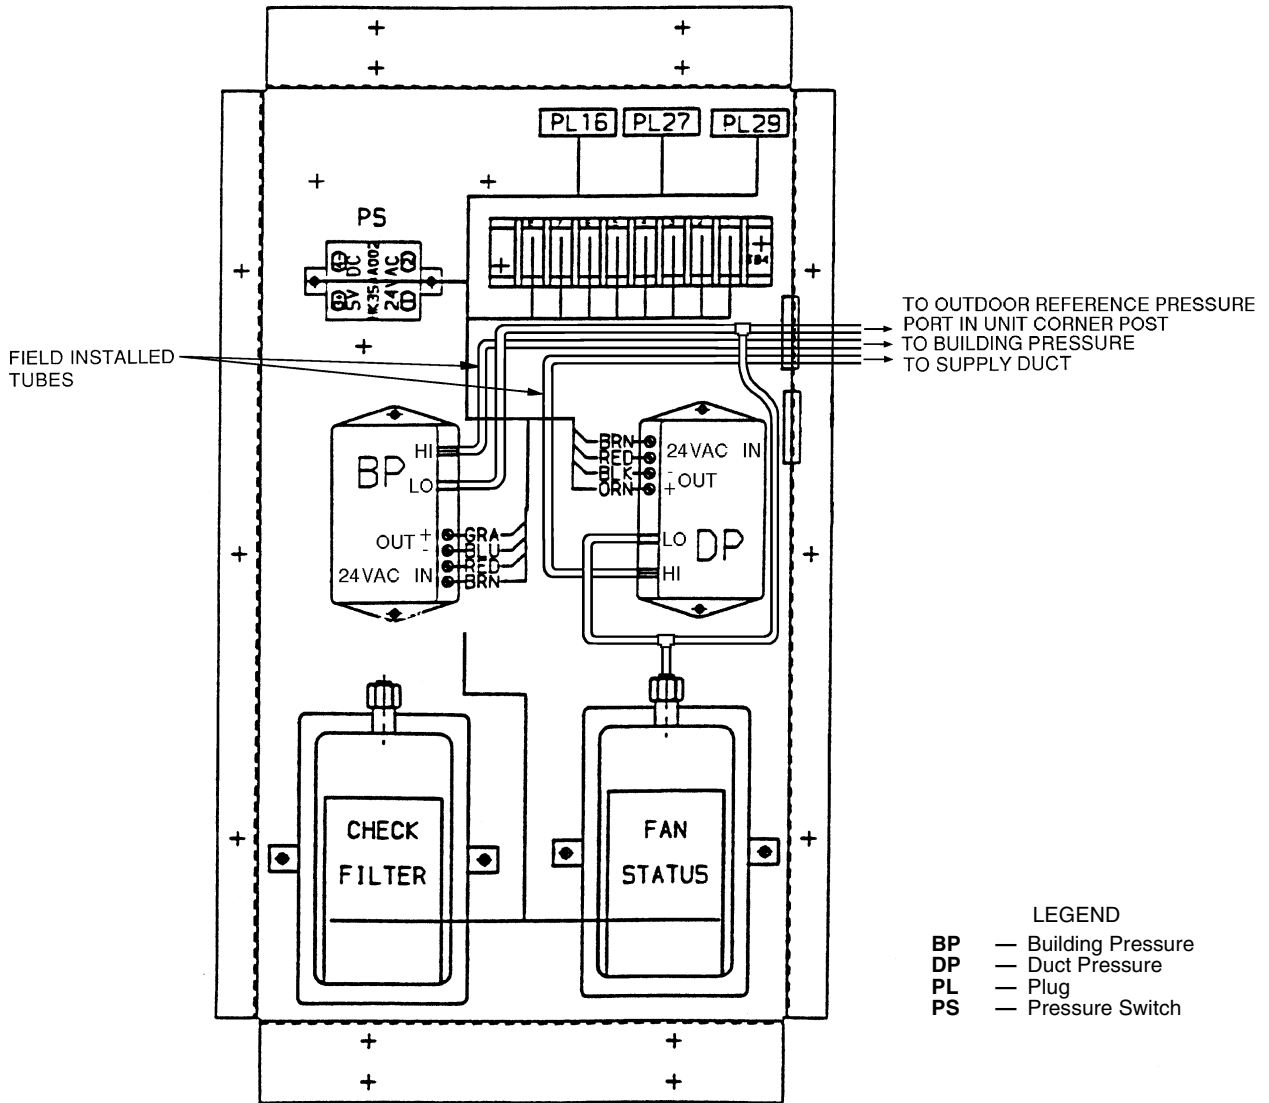 PL16 PL27 PL29
PS
5V DC
24VAC
TB4
FIELD INSTALLED
TUBES
TO OUTDOOR REFERENCE PRESSURE
PORT IN UNIT CORNER POST
TO BUILDING PRESSURE
TO SUPPLY DUCT
BP
HI
LO
OUT + -
24VAC IN
GRA
BLU
RED
BRN
BRN
RED
BLK
ORN
24VAC IN
- OUT
+
LO
DP
HI
CHECK
FILTER
FAN
STATUS
LEGEND
BP — Building Pressure
DP — Duct Pressure
PL — Plug
PS — Pressure Switch